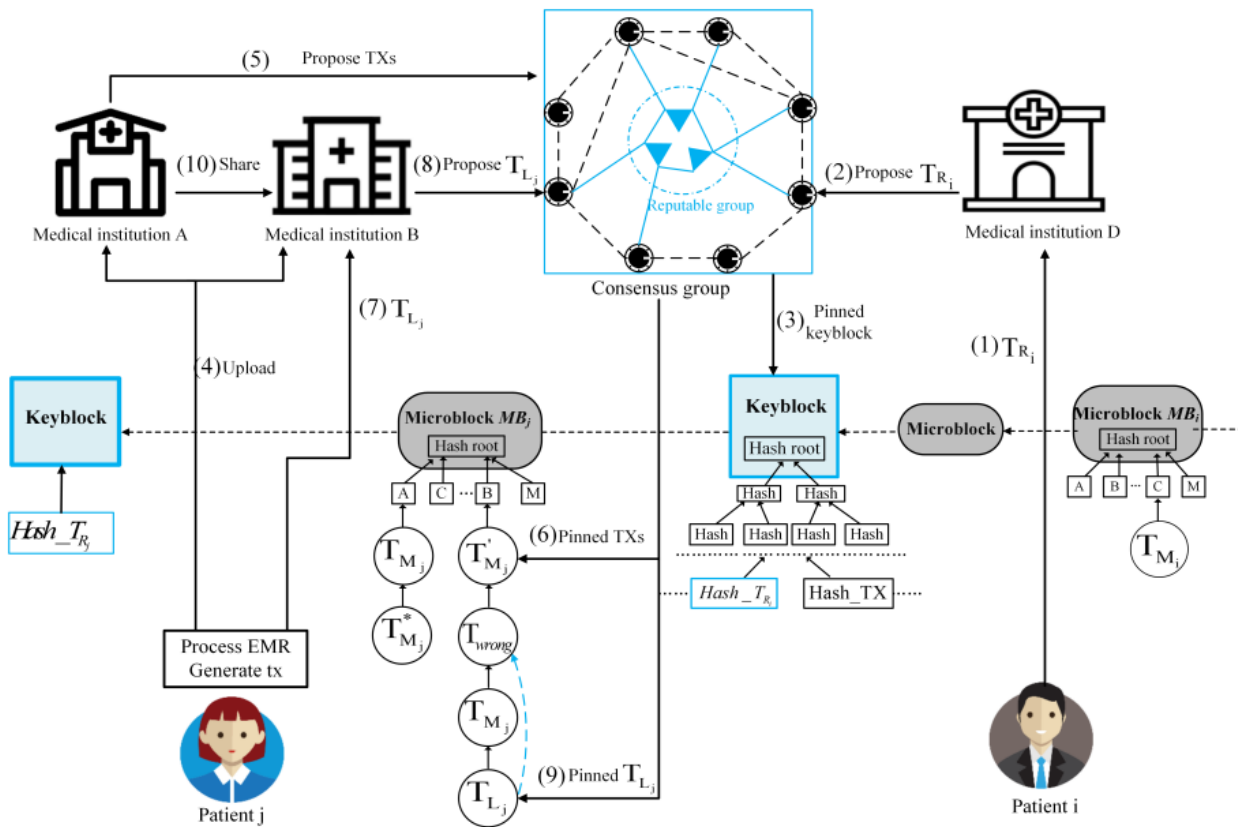 (5) Propose TXs
(10) Share
(8) Propose T_{L_j}
(2) Propose T_{R_i}
Reputable group
Medical institution A
Medical institution B
Medical institution D
Consensus group
(7) T_{L_j}
(3) Pinned
keyblock
(1) T_{R_i}
(4) Upload
Keyblock
Microblock MB_j
Hash root
Keyblock
Hash root
Microblock
Microblock MB_i
Hash root
A C ... B M
Hash Hash
A B ... C M
Hash Hash Hash Hash
Hash_T_{R_j}
T_{M_j} T'_{M_j}
(6) Pinned TXs
T_{M_i}
Hash_T_{R_i} Hash_TX
T*_{M_j} T_{wrong}
Process EMR
Generate tx
T_{M_j}
(9) Pinned T_{L_j}
T_{L_j}
Patient j
Patient i